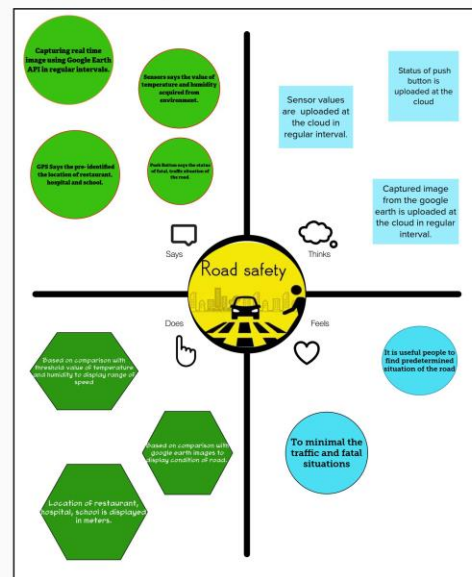 Capturing real time
image using Google Earth
API in regular intervals.
Sensors says the value of
temperature and humidity
acquired from
environment.
GPS Says the pre- identified
the location of restaurant,
hospital and school.
Push Button says the status
of fatal, traffic situation of
the road
Says
Sensor values
are uploaded at
the cloud in
regular interval.
Status of push
button is
uploaded at the
cloud
Captured image
from the google
earth is uploaded at
the cloud in regular
interval.
Thinks
Road safety
Does
Based on comparison with
threshold value of temperature
and humidity to display range of
speed
Based on comparison with
google earth images to
display condition of road.
Location of restaurant,
hospital, school is displayed
in meters.
Feels
It is useful people to
find predetermined
situation of the road
To minimal the
traffic and fatal
situations